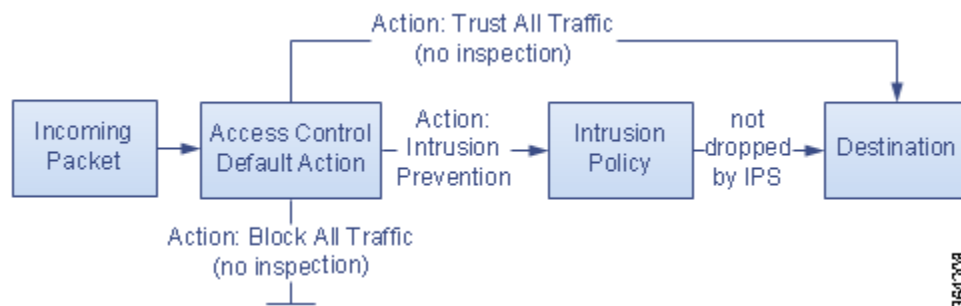 Action: Trust All Traffic
(no inspection)
Incoming
Packet
Access Control
Default Action
Action:
Intrusion
Prevention
Intrusion
Policy
not
dropped
by IPS
Destination
Action: Block All Traffic
(no inspection)